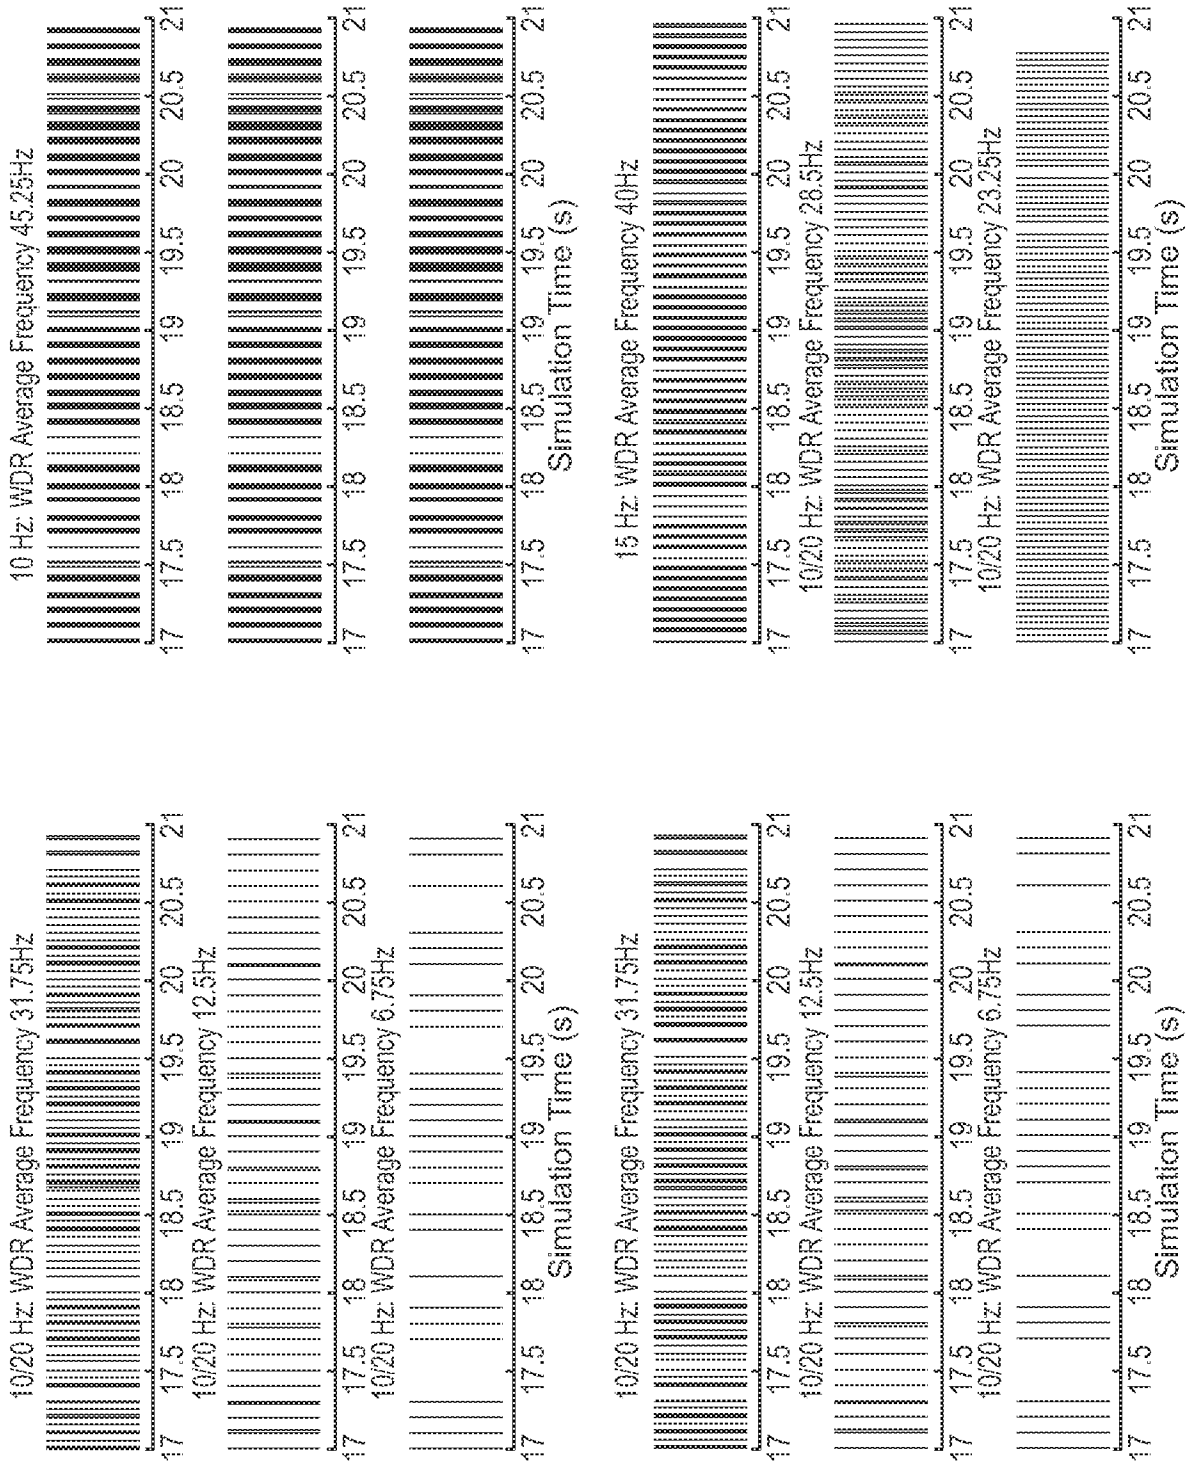 10/20 Hz: WDR Average Frequency 31.75Hz
17 17.5 18 18.5 19 19.5 20 20.5 21
10/20 Hz: WDR Average Frequency 12.5Hz
17 17.5 18 18.5 19 19.5 20 20.5 21
10/20 Hz: WDR Average Frequency 6.75Hz
17 17.5 18 18.5 19 19.5 20 20.5 21
Simulation Time (s)
10 Hz: WDR Average Frequency 45.25Hz
17 17.5 18 18.5 19 19.5 20 20.5 21
17 17.5 18 18.5 19 19.5 20 20.5 21
17 17.5 18 18.5 19 19.5 20 20.5 21
Simulation Time (s)
10/20 Hz: WDR Average Frequency 31.75Hz
17 17.5 18 18.5 19 19.5 20 20.5 21
10/20 Hz: WDR Average Frequency 12.5Hz
17 17.5 18 18.5 19 19.5 20 20.5 21
10/20 Hz: WDR Average Frequency 6.75Hz
17 17.5 18 18.5 19 19.5 20 20.5 21
Simulation Time (s)
15 Hz: WDR Average Frequency 40Hz
17 17.5 18 18.5 19 19.5 20 20.5 21
10/20 Hz: WDR Average Frequency 28.5Hz
17 17.5 18 18.5 19 19.5 20 20.5 21
10/20 Hz: WDR Average Frequency 23.25Hz
17 17.5 18 18.5 19 19.5 20 20.5 21
Simulation Time (s)